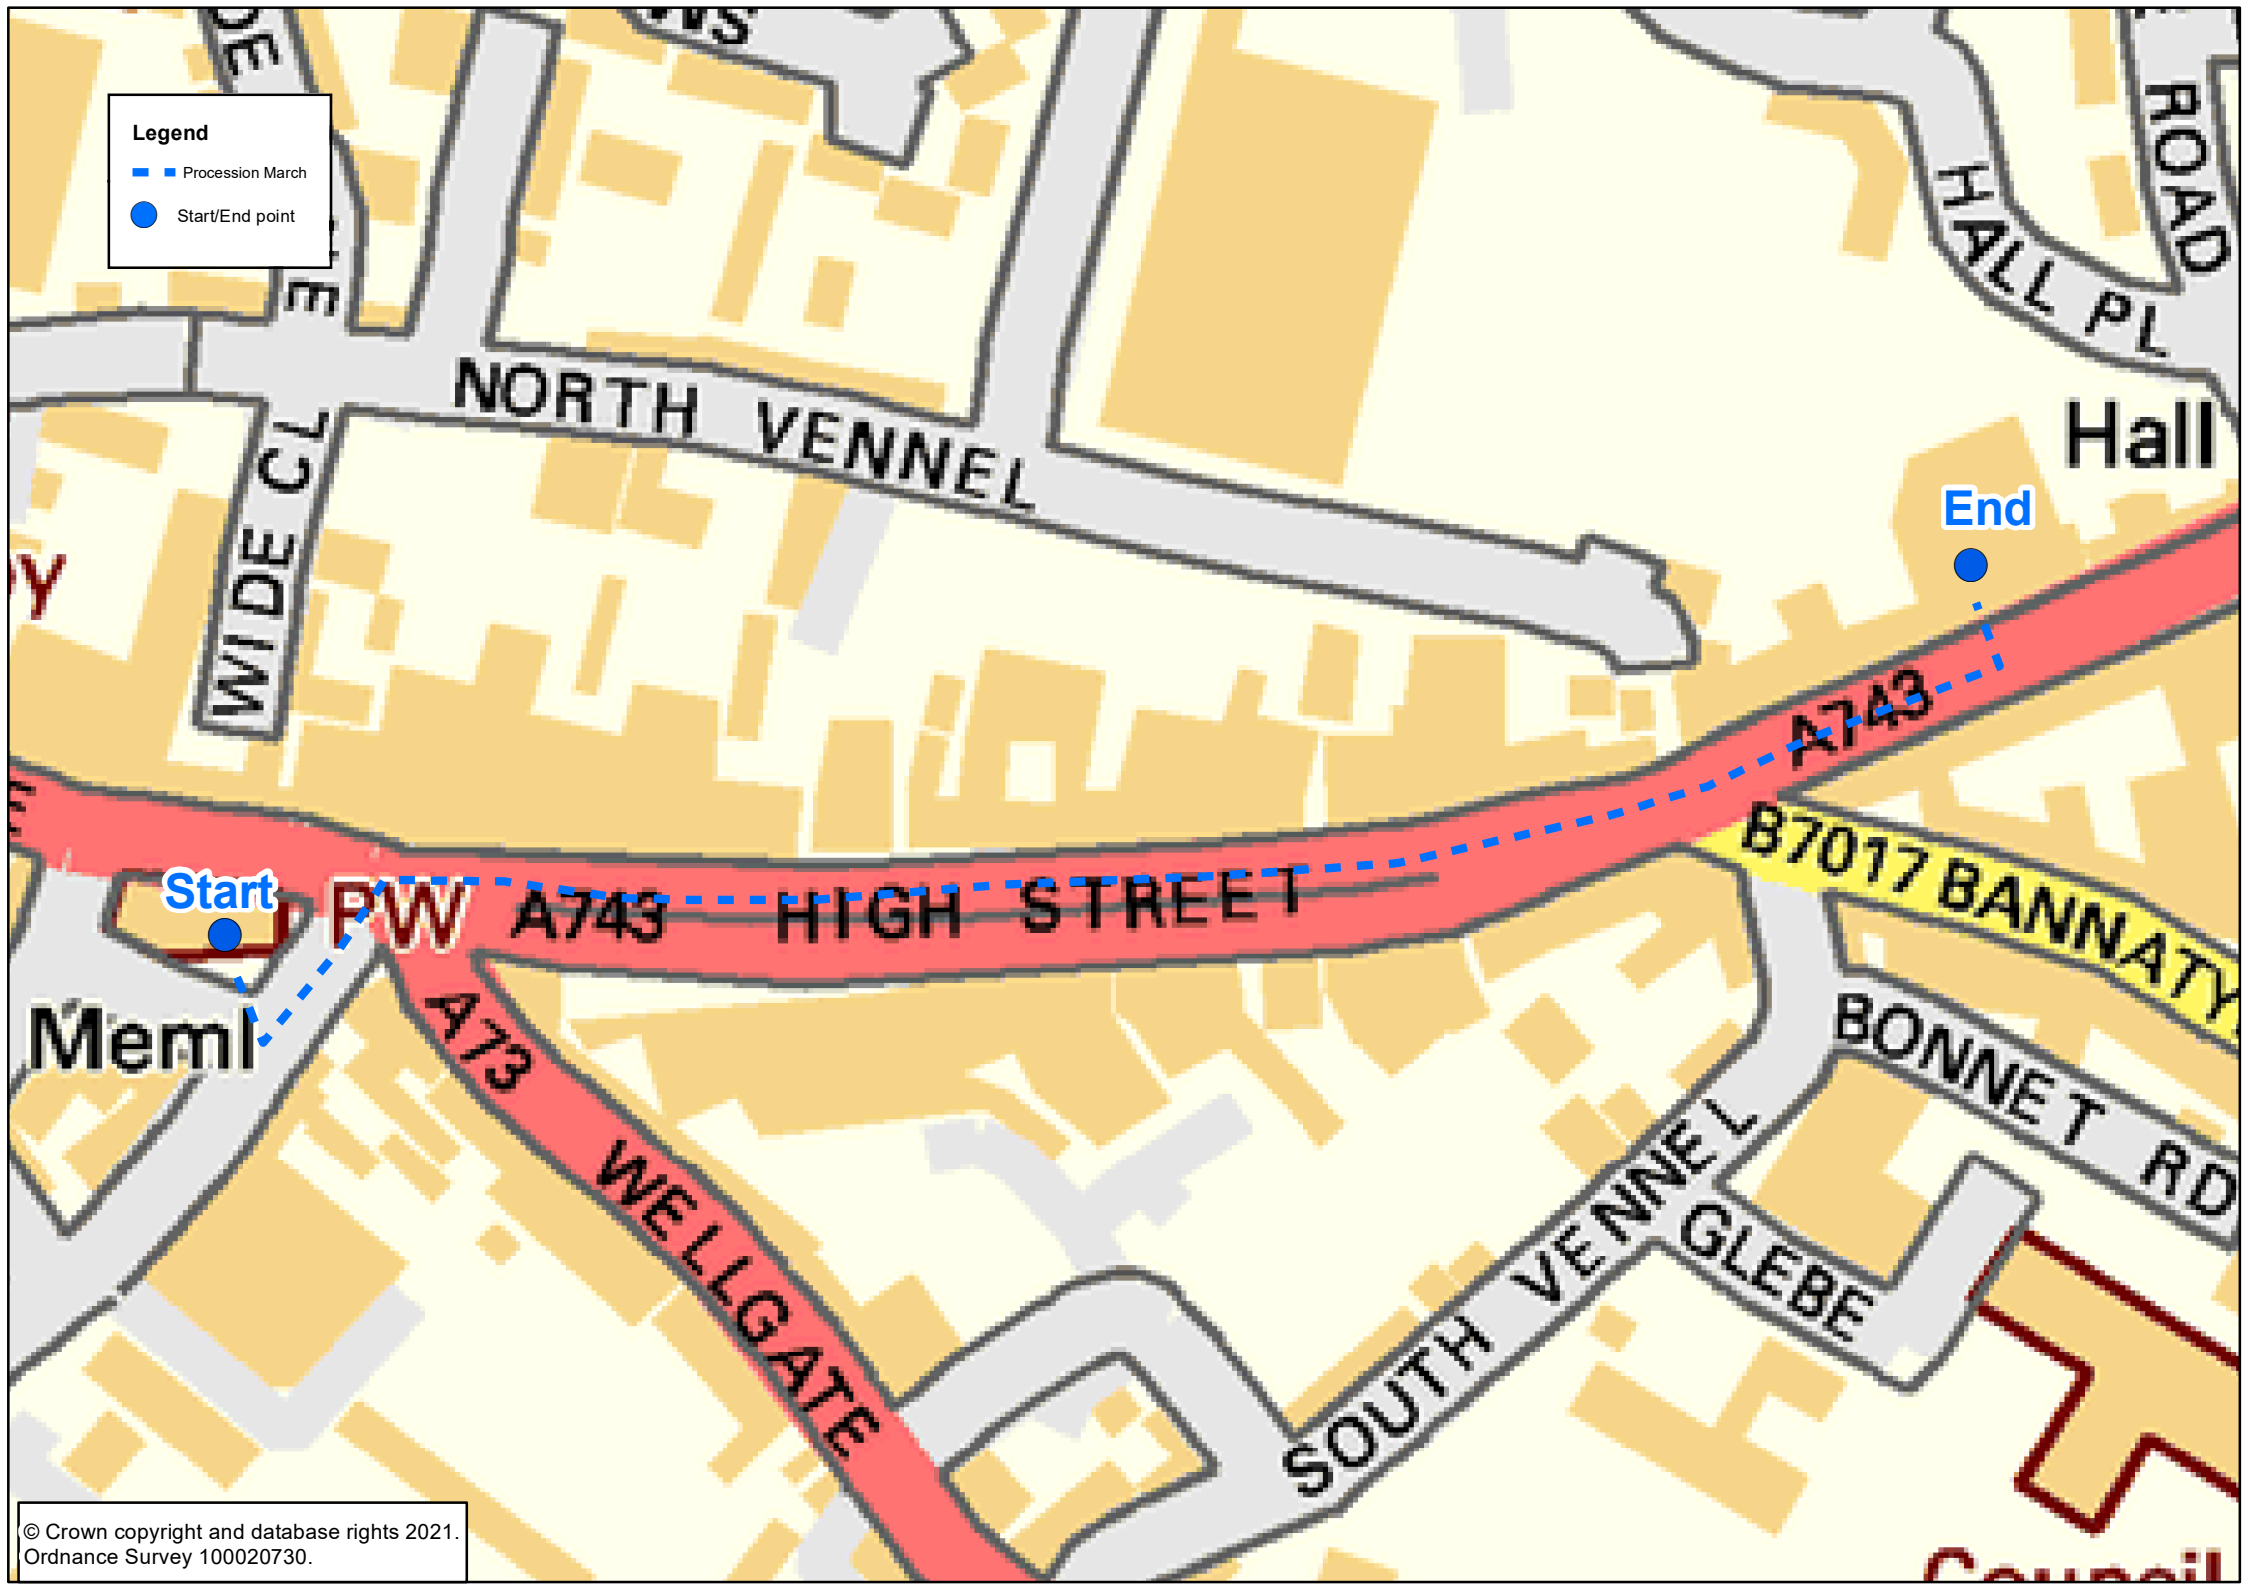 WS
ROAD
HALL PL
Legend
Procession March
Start/End point
NORTH VENNEL
Hall
WIDE CL
End
A743
Start
PW
A743 HIGH STREET
B7017 BANNATY
Meml
A73
BONNET RD
WELLGATE
SOUTH VENNEL
GLEBE
© Crown copyright and database rights 2021.
Ordnance Survey 100020730.
Council